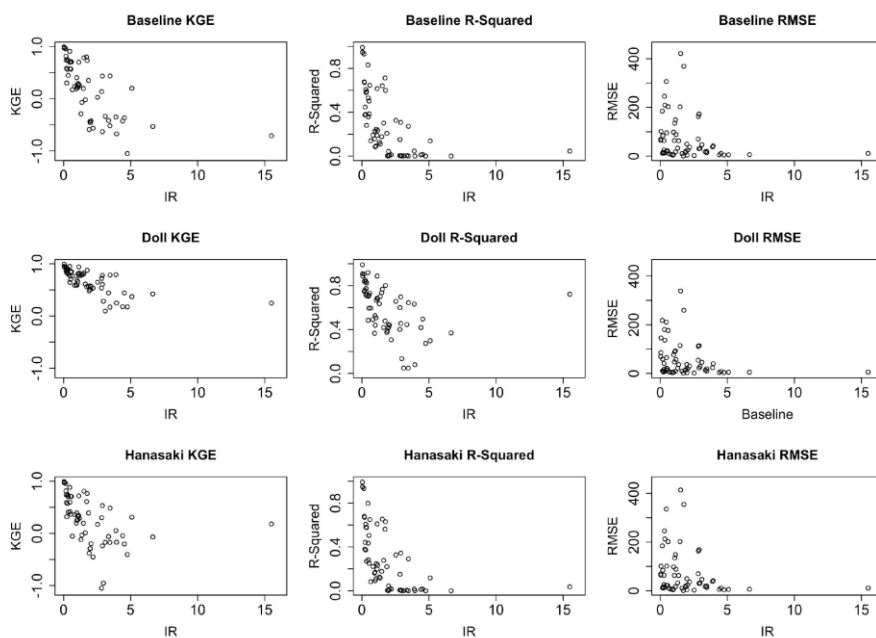 Baseline KGE
Baseline R-Squared
Baseline RMSE
KGE
1.0
0.0
-1.0
0 5 10 15
IR
R-Squared
0.8
0.4
0.0
0 5 10 15
IR
RMSE
400
200
0
0 5 10 15
IR
Doll KGE
Doll R-Squared
Doll RMSE
KGE
1.0
0.0
-1.0
0 5 10 15
IR
R-Squared
0.8
0.4
0.0
0 5 10 15
IR
RMSE
400
200
0
0 5 10 15
Baseline
Hanasaki KGE
Hanasaki R-Squared
Hanasaki RMSE
KGE
1.0
0.0
-1.0
0 5 10 15
IR
R-Squared
0.8
0.4
0.0
0 5 10 15
IR
RMSE
400
200
0
0 5 10 15
IR